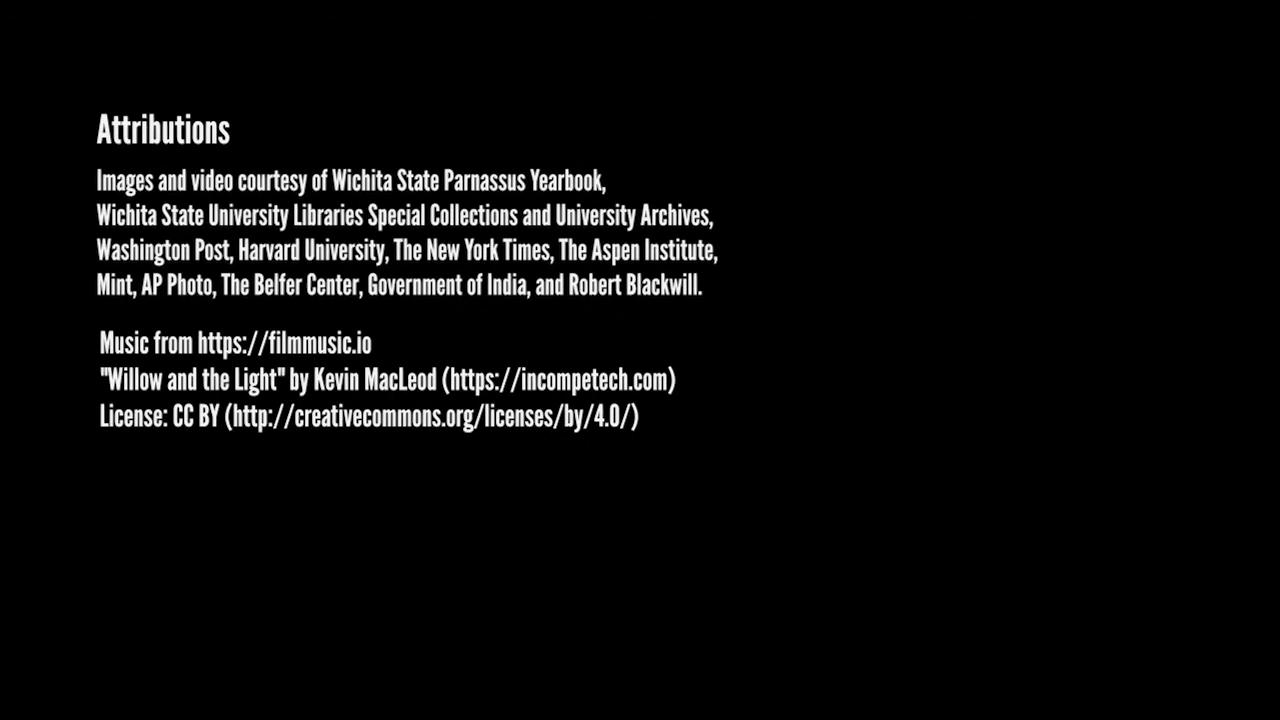 Attributions
Images and video courtesy of Wichita State Parnassus Yearbook,
Wichita State University Libraries Special Collections and University Archives,
Washington Post, Harvard University, The New York Times, The Aspen Institute,
Mint, AP Photo, The Belfer Center, Government of India, and Robert Blackwill.
Music from https://filmmusic.io
"Willow and the Light" by Kevin MacLeod (https://incompetech.com)
License: CC BY (http://creativecommons.org/licenses/by/4.0/)